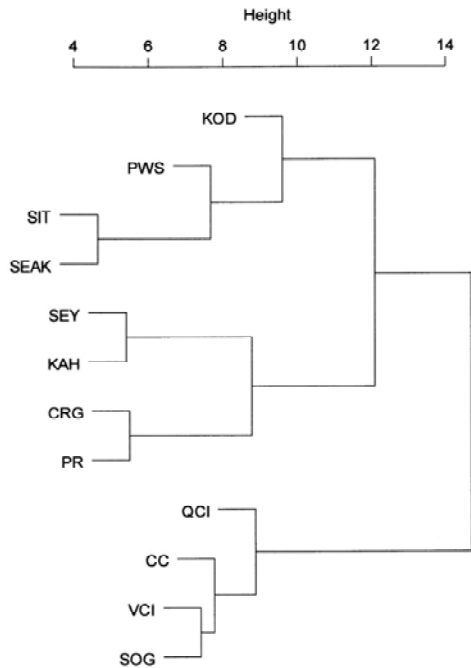 Height
4 6 8 10 12 14
KOD
PWS
SIT
SEAK
SEY
KAH
CRG
PR
QCI
CC
VCI
SOG